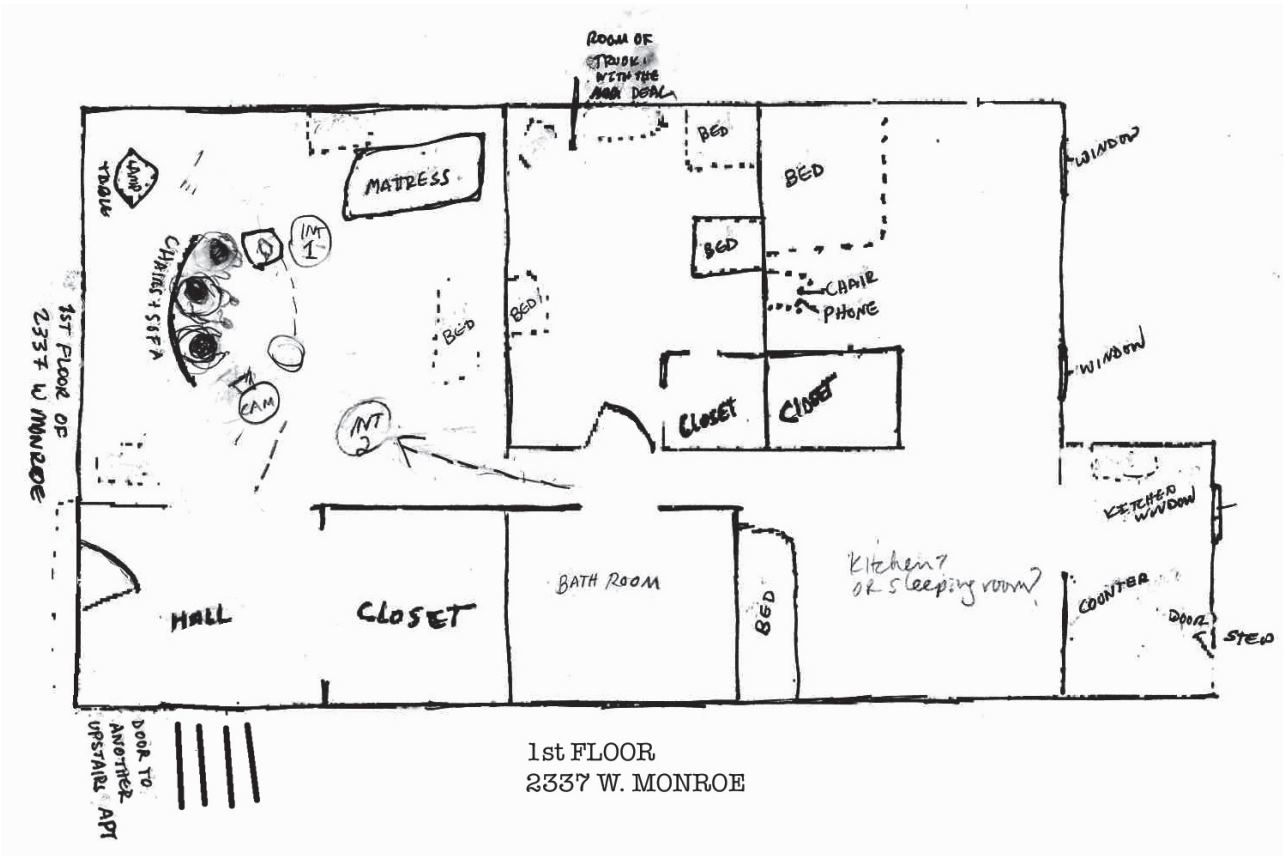 ROOM OF
TRUCK
WITH THE
DEAL
LAMP
TABLE
MATTRESS
INT
1
CHAIRS + SOFA
CAM
INT
2
BED
BED
BED
BED
BED
CHAIR
PHONE
CLOSET
CLOSET
WINDOW
WINDOW
1ST FLOOR OF
2337 W MONROE
KITCHEN
WINDOW
COUNTER
DOOR
STEP
Kitchen?
OR sleeping room?
HALL
CLOSET
BATH ROOM
BED
DOOR TO
ANOTHER
UPSTAIRS APT
1st FLOOR
2337 W. MONROE